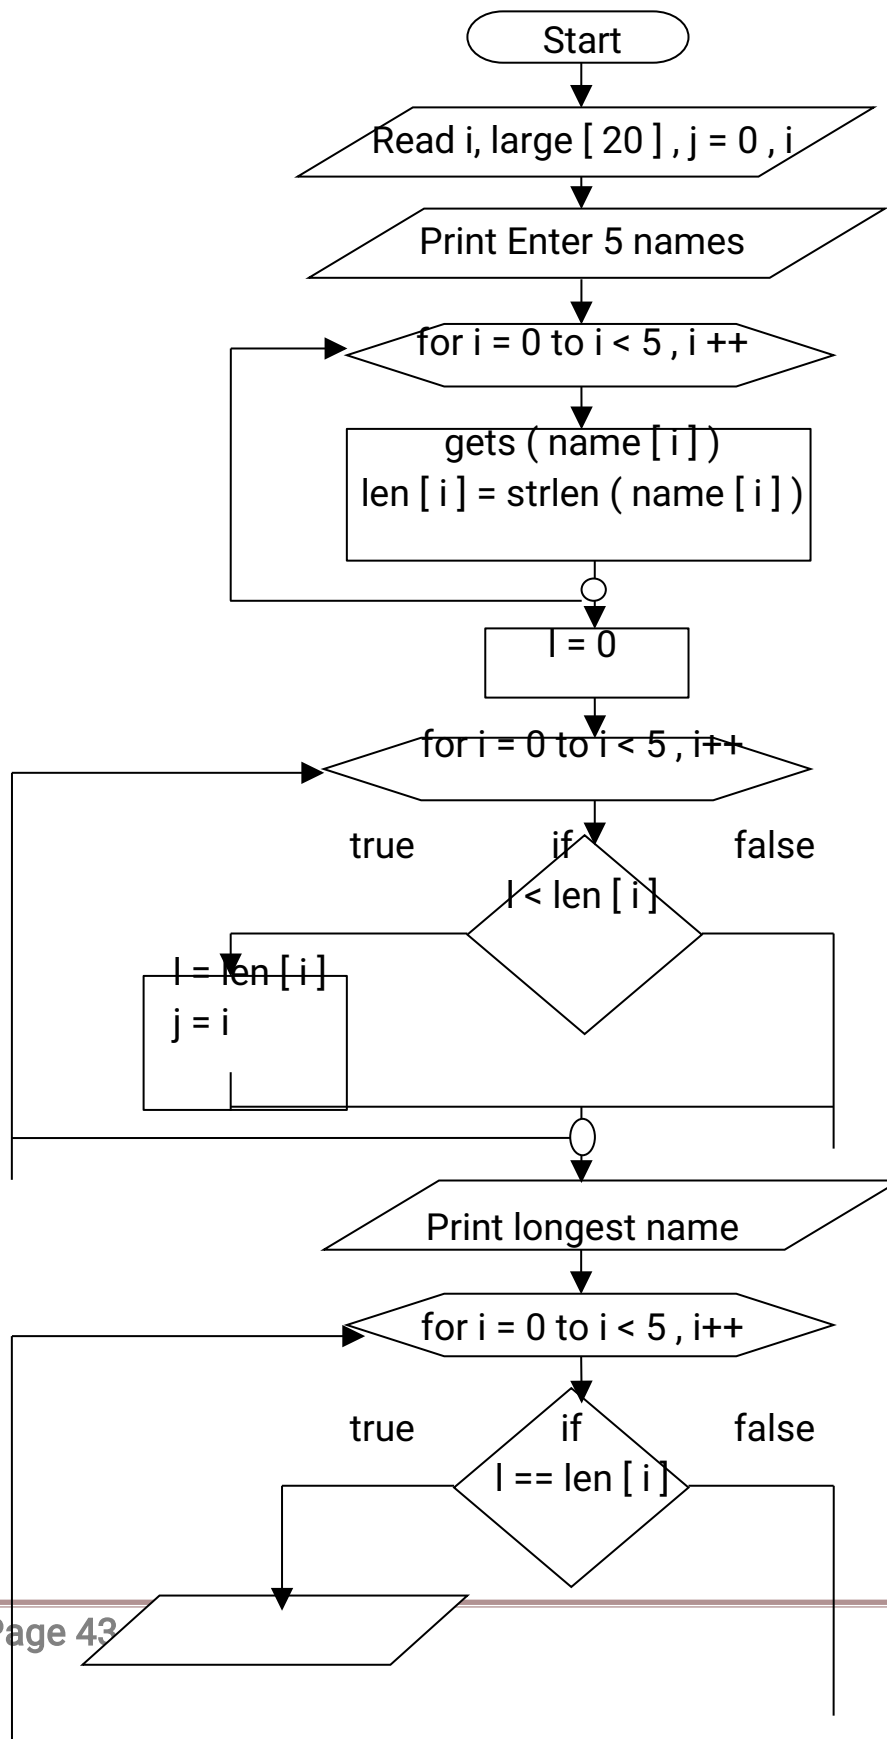 Start
Read i, large [ 20 ] , j = 0 , i
Print Enter 5 names
for i = 0 to i < 5 , i ++
gets ( name [ i ] )
len [ i ] = strlen ( name [ i ] )
l = 0
for i = 0 to i < 5 , i++
true if false
l < len [ i ]
l = len [ i ]
j = i
Print longest name
for i = 0 to i < 5 , i++
true if false
l == len [ i ]
Page 43